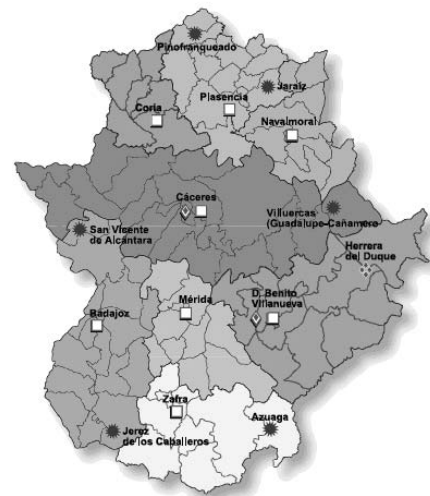 Pinofranqueado
Jaraiz
Coria
Plasencia
Navalmoral
Cáceres
Villuercas
(Guadalupe-Cañamero
San Vicente
de Alcántara
Herrera
del Duque
Mérida
D. Benito
Villanueva
Badajoz
Zafra
Azuaga
Jerez
de los Caballeros